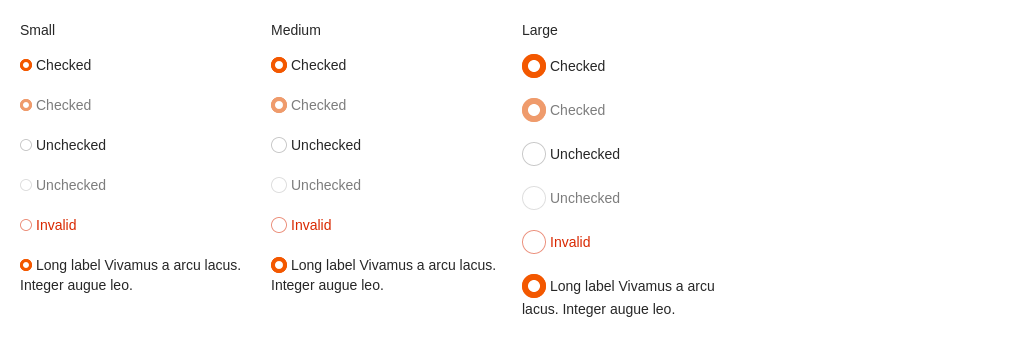 Small
Checked
Checked
Unchecked
Unchecked
Invalid
Long label Vivamus a arcu lacus.
Integer augue leo.
Medium
Checked
Checked
Unchecked
Unchecked
Invalid
Long label Vivamus a arcu lacus.
Integer augue leo.
Large
Checked
Checked
Unchecked
Unchecked
Invalid
Long label Vivamus a arcu
lacus. Integer augue leo.